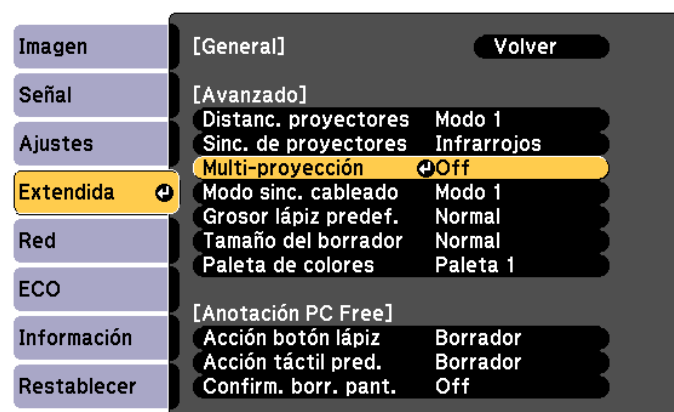 Imagen
Señal
Ajustes
Extendida
Red
ECO
Información
Restablecer
[General] Volver
[Avanzado]
Distanc. proyectores Modo 1
Sinc. de proyectores Infrarrojos
Multi-proyección Off
Modo sinc. cableado Modo 1
Grosor lápiz predef. Normal
Tamaño del borrador Normal
Paleta de colores Paleta 1
[Anotación PC Free]
Acción botón lápiz Borrador
Acción táctil pred. Borrador
Confirm. borr. pant. Off